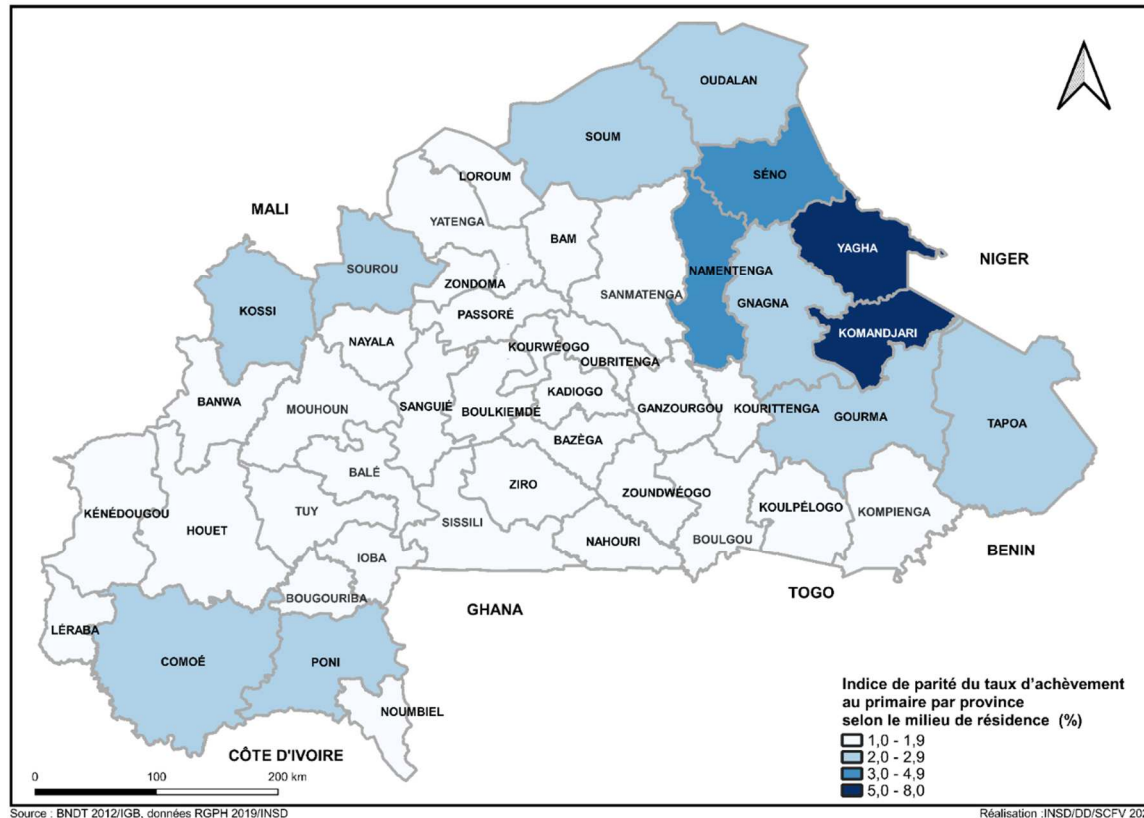 OUDALAN
SOUM
SÉNO
LOROUM
MALI
YATENGA
BAM
YAGHA
NIGER
SOUROU
NAMENTENGA
ZONDOMA
SANMATENGA
GNAGNA
KOSSI
PASSORÉ
KOMANDJARI
NAYALA
KOURWÉOGO
OUBRITENGA
BANWA
KADIOGO
MOUHOUN
SANGUIÉ
BOULKIEMDÉ
GANZOURGOU
KOURITTENGA
GOURMA
TAPOA
BAZÈGA
BALÉ
ZIRO
ZOUNDWÉOGO
KÉNÉDOUGOU
HOUET
TUY
SISSILI
KOULPÉLOGO
KOMPIENGA
NAHOURI
BOULGOU
IOBA
BENIN
BOUGOURIBA
TOGO
GHANA
LÉRABA
COMOÉ
PONI
NOUMBIEL
CÔTE D'IVOIRE
Indice de parité du taux d'achèvement
au primaire par province
selon le milieu de résidence (%)
1,0 - 1,9
2,0 - 2,9
3,0 - 4,9
5,0 - 8,0
0 100 200 km
Source : BNDT 2012/IGB, données RGPH 2019/INSD
Réalisation :INSD/DD/SCFV